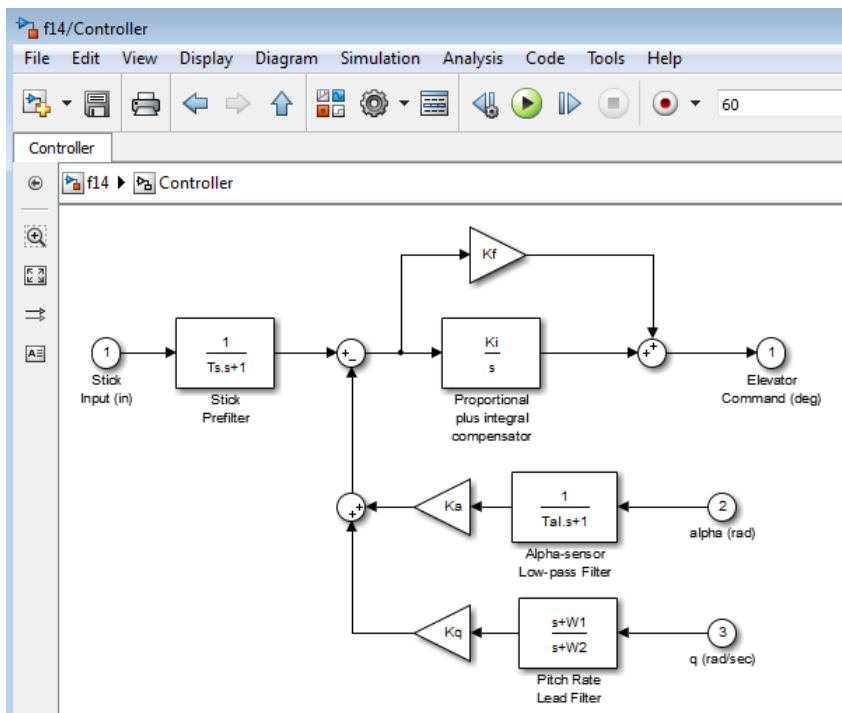 f14/Controller
File Edit View Display Diagram Simulation Analysis Code Tools Help
60
Controller
f14 Controller
Kf
1
1
Ts.s+1
+
-
Ki
s
+
+
1
Stick
Input (in)
Stick
Prefilter
Proportional
plus integral
compensator
Elevator
Command (deg)
+
+
Ka
1
Tal.s+1
2
alpha (rad)
Alpha-sensor
Low-pass Filter
Kq
s+W1
s+W2
3
q (rad/sec)
Pitch Rate
Lead Filter